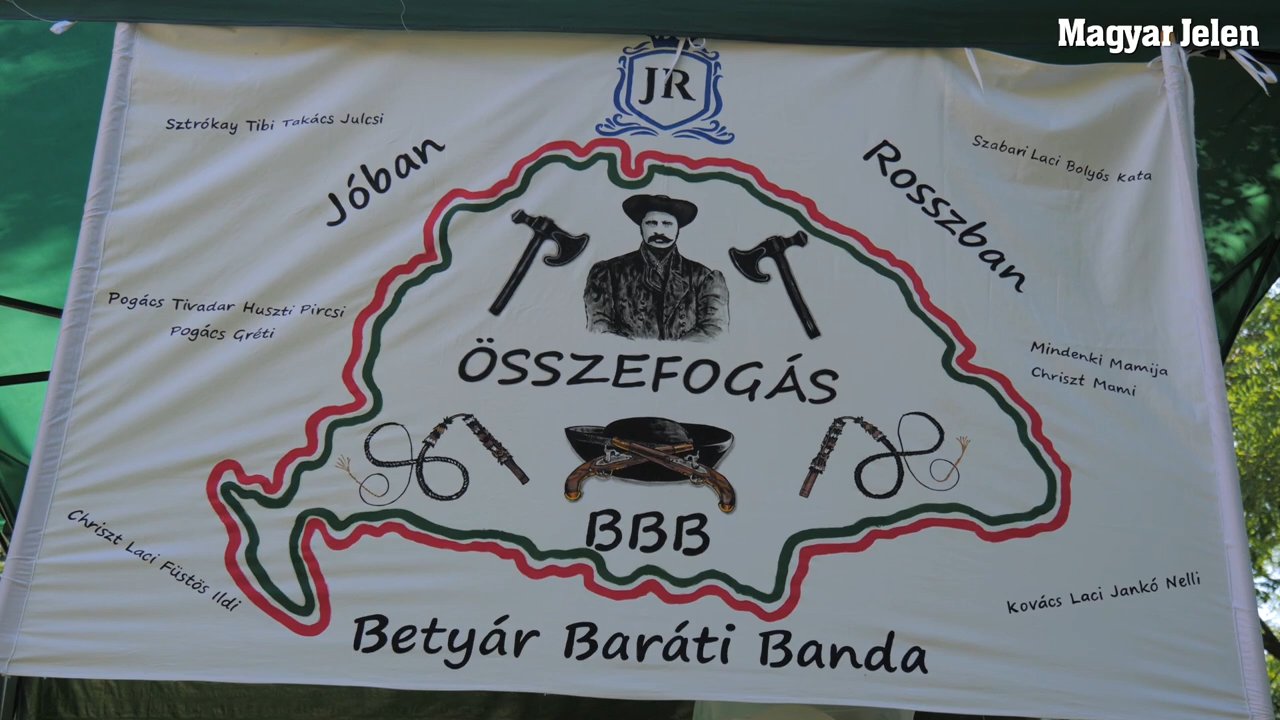 Magyar Jelen
JR
Sztrókay Tibi Takács Julcsi
Jóban
Rosszban
Szabari Laci Bolyós Kata
Pogács Tivadar Huszti Pircsi
Pogács Gréti
Mindenki Mamija
Chriszt Mami
ÖSSZEFOGÁS
BBB
Chriszt Laci Füstös Ildi
Kovács Laci Jankó Nelli
Betyár Baráti Banda